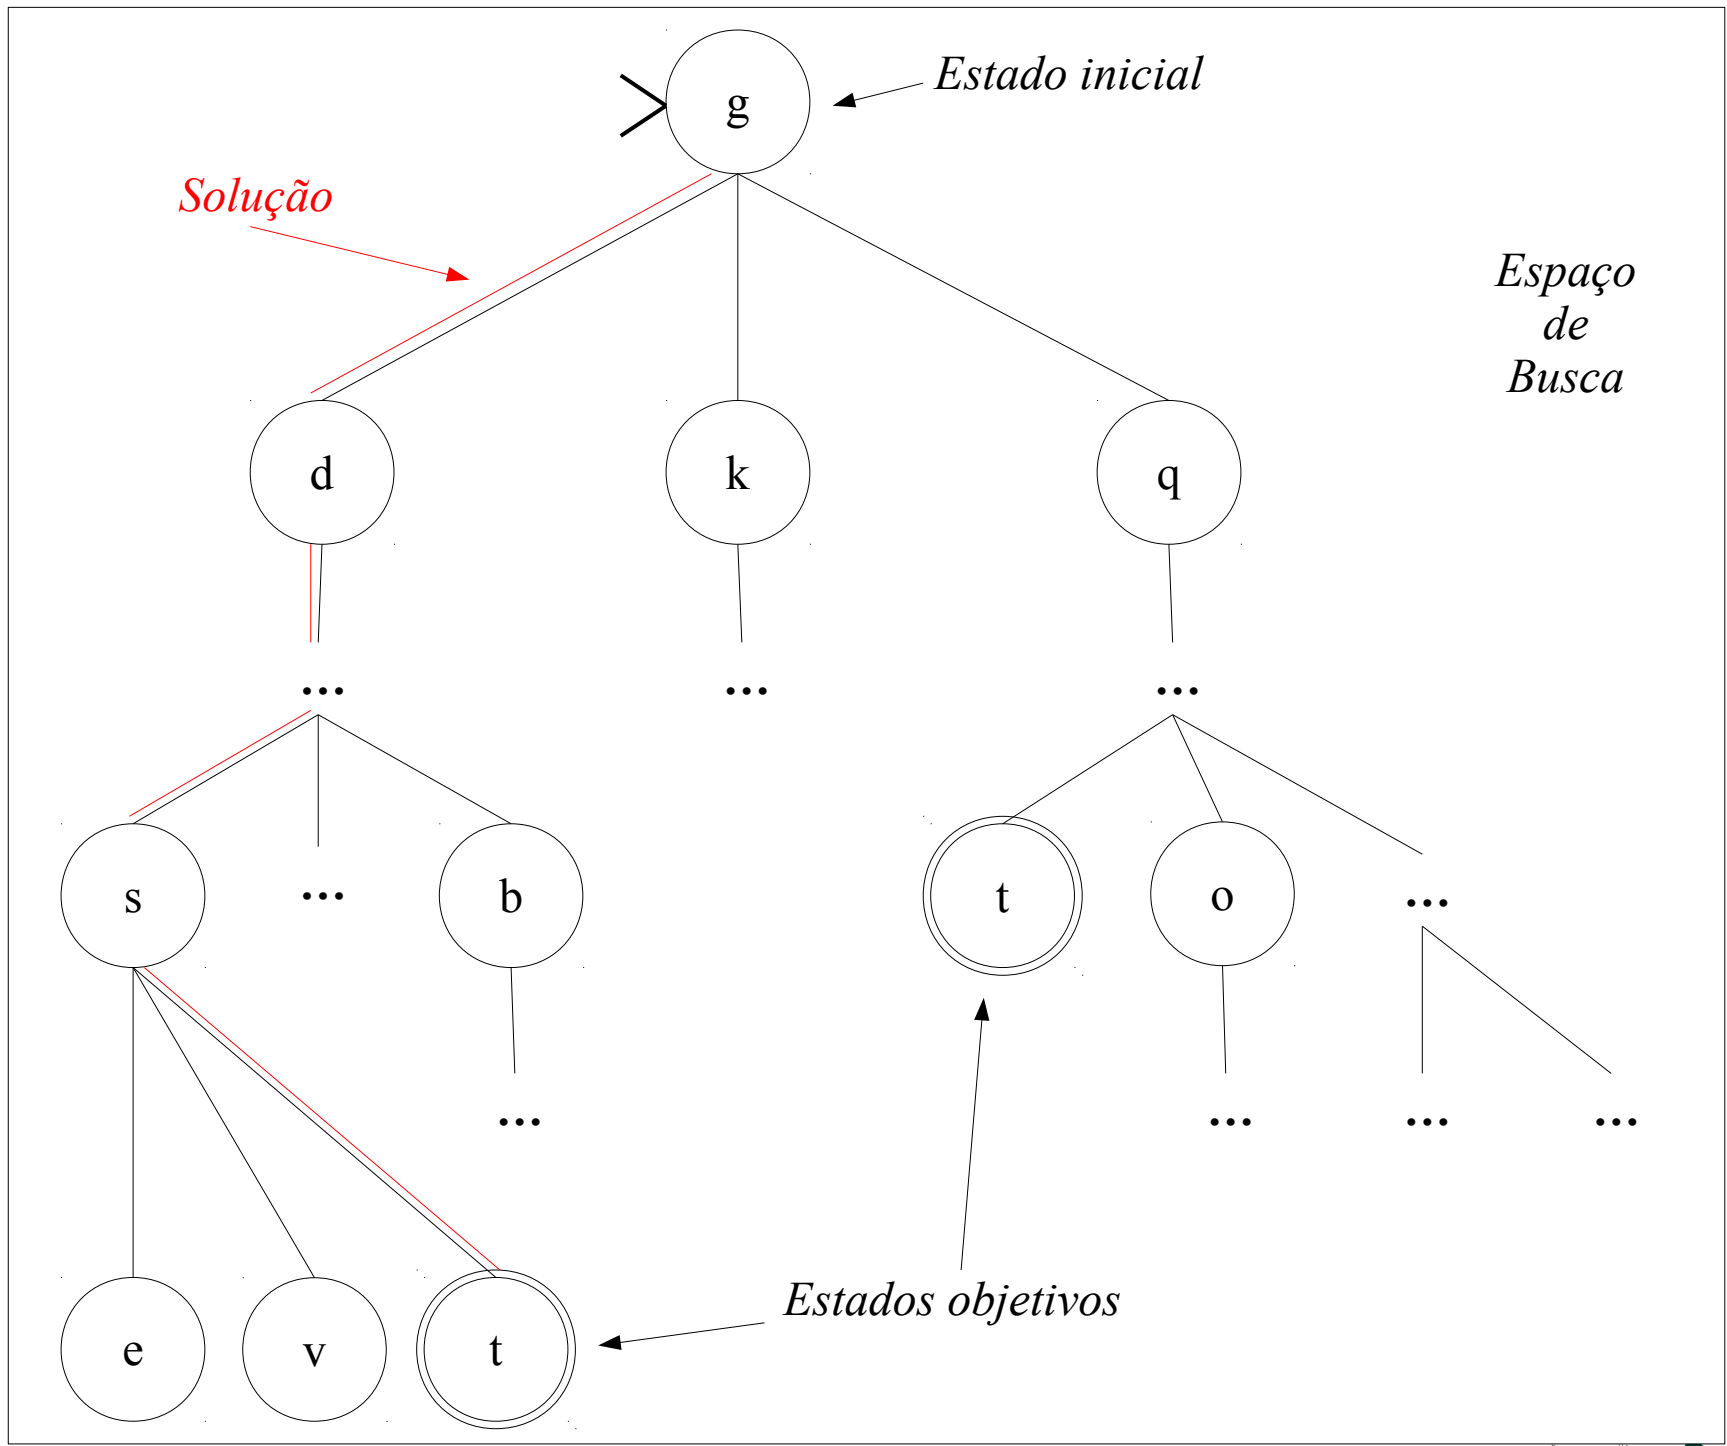 g
Estado inicial
Solução
Espaço
de
Busca
d
k
q
...
...
...
s
...
b
t
o
...
...
...
...
...
Estados objetivos
e
v
t